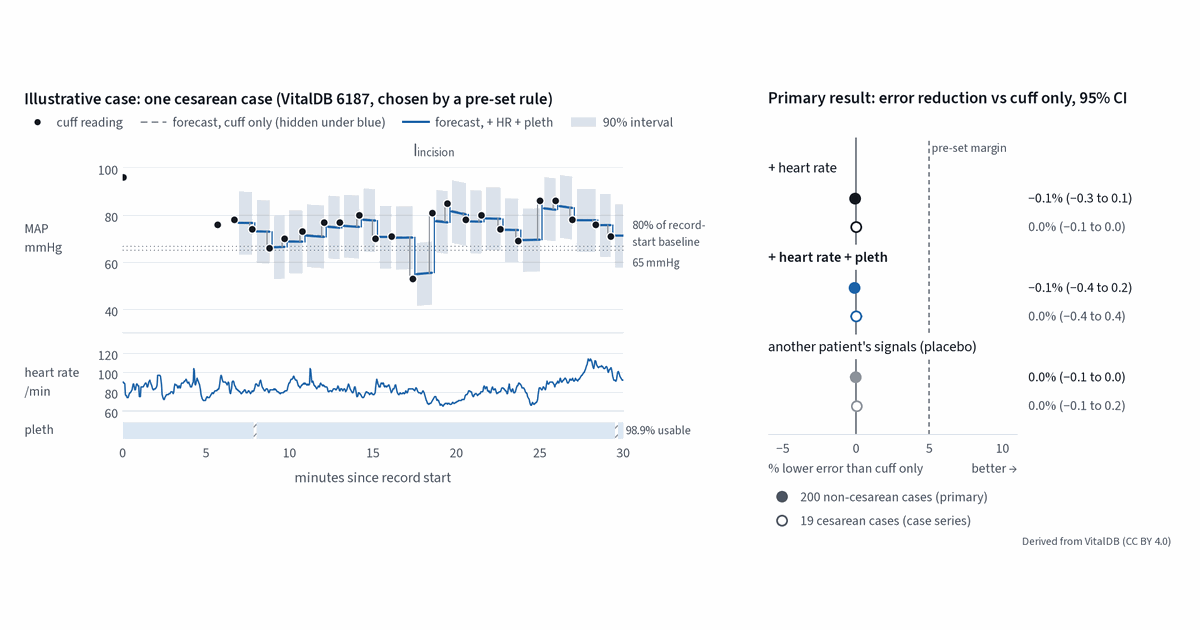 Illustrative case: one cesarean case (VitalDB 6187, chosen by a pre-set rule)
cuff reading
forecast, cuff only (hidden under blue)
forecast, + HR + pleth
90% interval
incision
MAP
mmHg
100
80
60
40
80% of record-
start baseline
65 mmHg
heart rate
/min
120
100
80
60
pleth
98.9% usable
0 5 10 15 20 25 30
minutes since record start
Primary result: error reduction vs cuff only, 95% CI
pre-set margin
+ heart rate
−0.1% (−0.3 to 0.1)
0.0% (−0.1 to 0.0)
+ heart rate + pleth
−0.1% (−0.4 to 0.2)
0.0% (−0.4 to 0.4)
another patient's signals (placebo)
0.0% (−0.1 to 0.0)
0.0% (−0.1 to 0.2)
−5 0 5 10
% lower error than cuff only better →
200 non-cesarean cases (primary)
19 cesarean cases (case series)
Derived from VitalDB (CC BY 4.0)